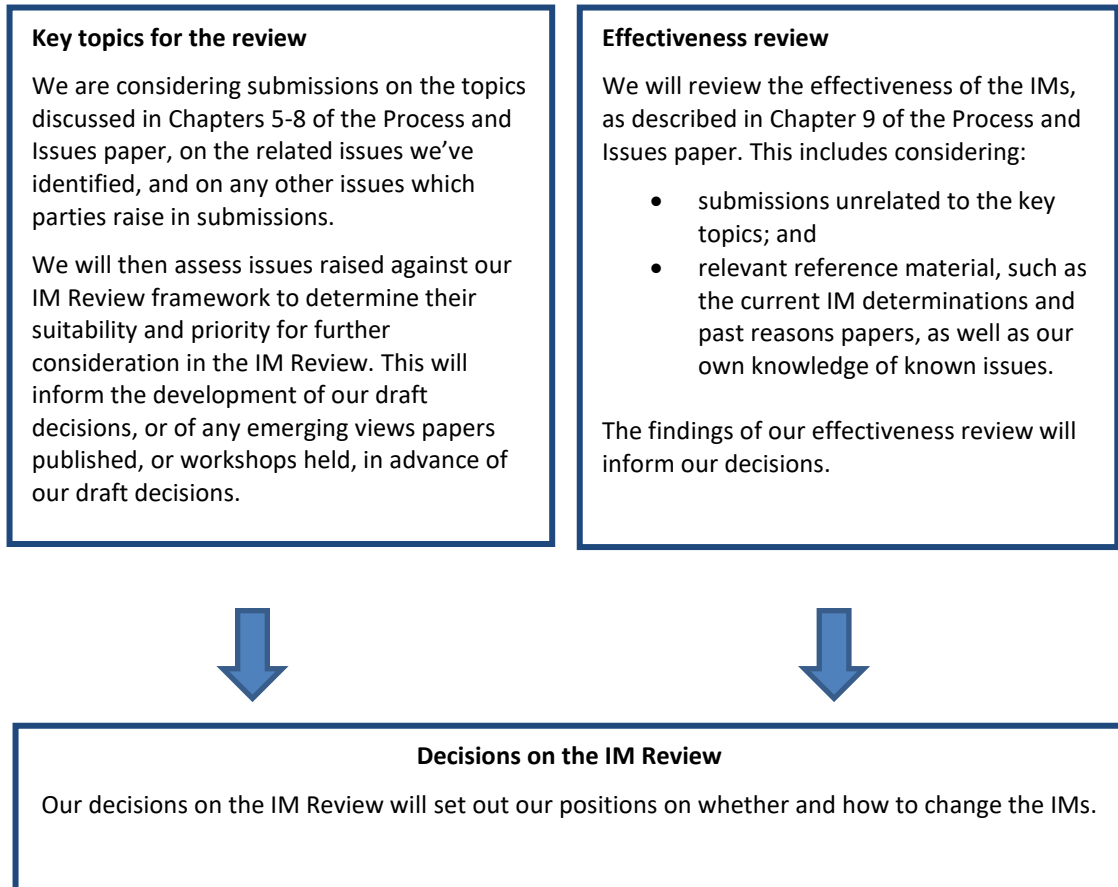 Key topics for the review
We are considering submissions on the topics
discussed in Chapters 5-8 of the Process and
Issues paper, on the related issues we’ve
identified, and on any other issues which
parties raise in submissions.
We will then assess issues raised against our
IM Review framework to determine their
suitability and priority for further
consideration in the IM Review. This will
inform the development of our draft
decisions, or of any emerging views papers
published, or workshops held, in advance of
our draft decisions.
Effectiveness review
We will review the effectiveness of the IMs,
as described in Chapter 9 of the Process and
Issues paper. This includes considering:
• submissions unrelated to the key
topics; and
• relevant reference material, such as
the current IM determinations and
past reasons papers, as well as our
own knowledge of known issues.
The findings of our effectiveness review will
inform our decisions.
Decisions on the IM Review
Our decisions on the IM Review will set out our positions on whether and how to change the IMs.